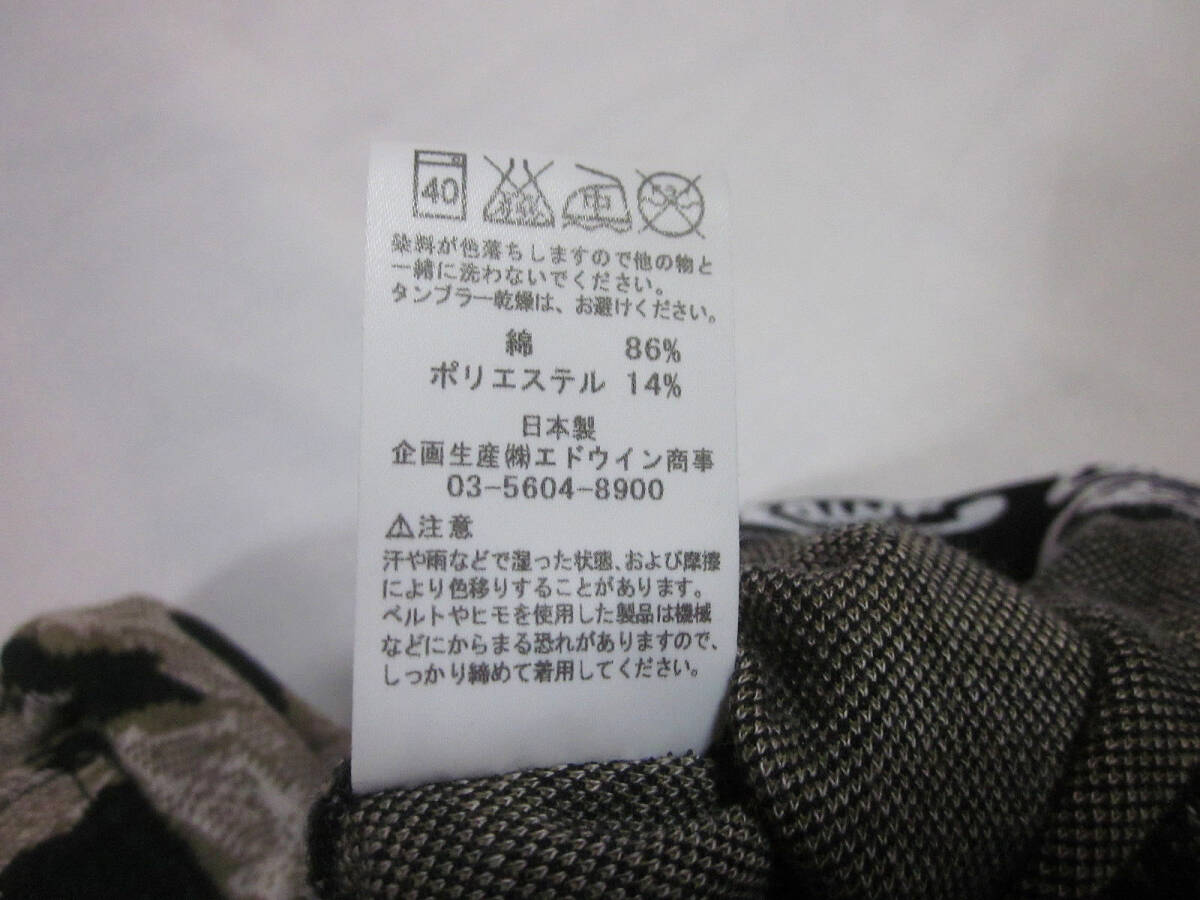 40
中
染料が色落ちしますので他の物と
一緒に洗わないでください。
タンブラー乾燥は、お避けください。
綿 86%
ポリエステル 14%
日本製
企画生産㈱エドウイン商事
03-5604-8900
⚠注意
汗や雨などで湿った状態、および摩擦
により色移りすることがあります。
ベルトやヒモを使用した製品は機械
などにからまる恐れがありますので、
しっかり締めて着用してください。